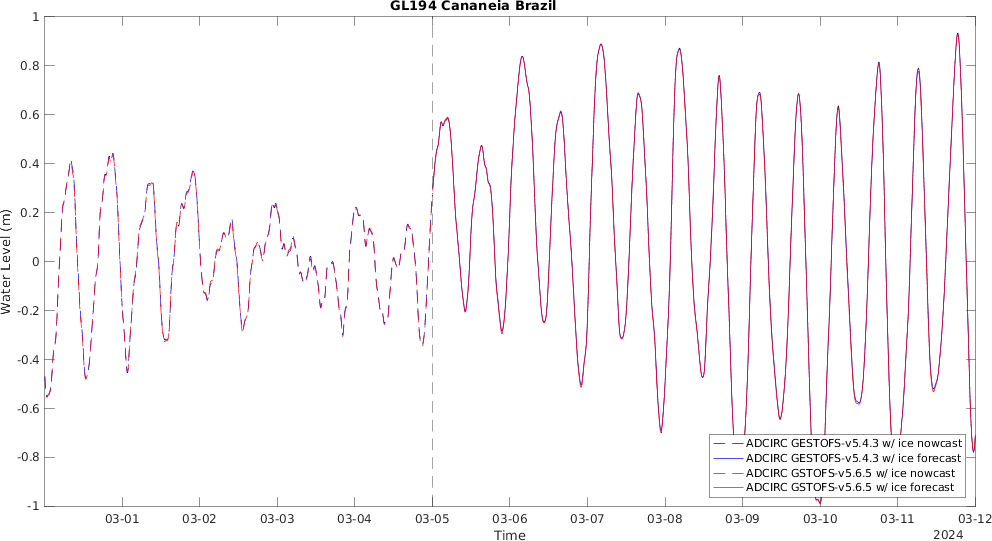 GL194 Cananeia Brazil
1
0.8
0.6
0.4
0.2
0
-0.2
-0.4
-0.6
-0.8
-1
Water Level (m)
ADCIRC GESTOFS-v5.4.3 w/ ice nowcast
ADCIRC GESTOFS-v5.4.3 w/ ice forecast
ADCIRC GSTOFS-v5.6.5 w/ ice nowcast
ADCIRC GSTOFS-v5.6.5 w/ ice forecast
03-01 03-02 03-03 03-04 03-05 03-06 03-07 03-08 03-09 03-10 03-11 03-12
Time
2024